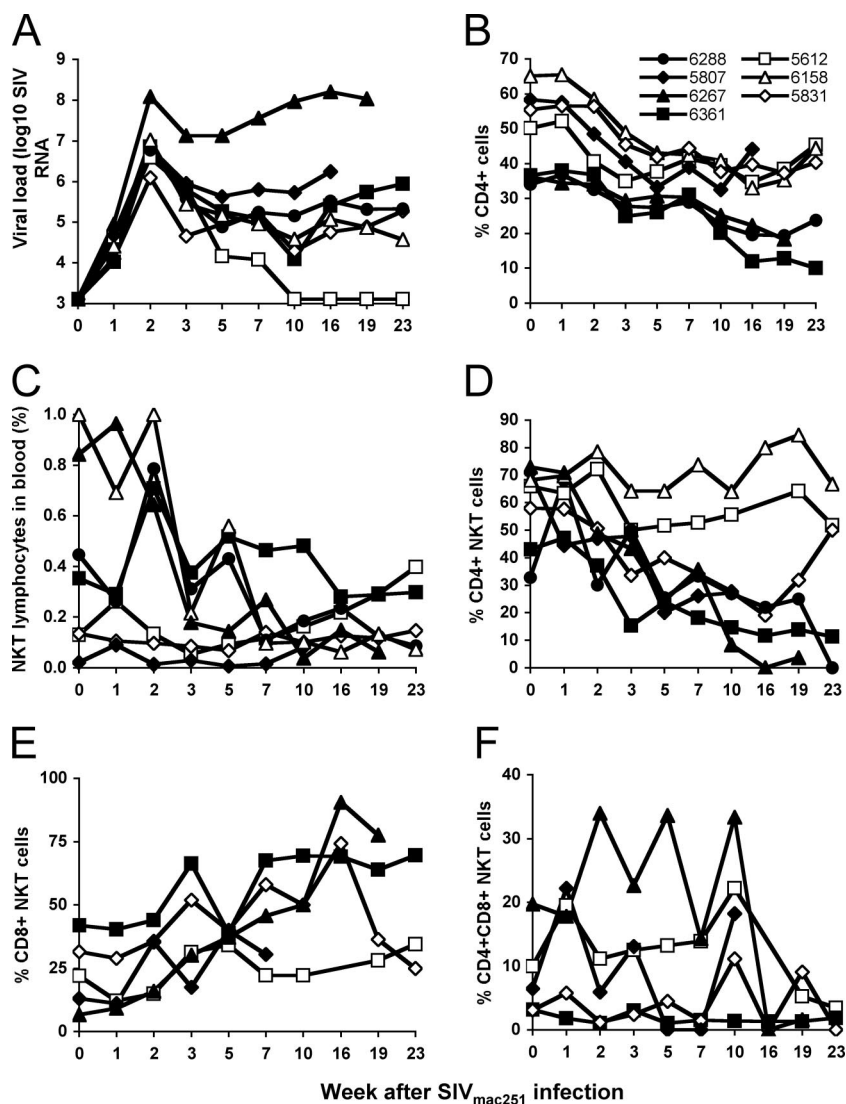 A
Viral load (log10 SIV
RNA
9
8
7
6
5
4
3
0 1 2 3 5 7 10 16 19 23
B
% CD4+ cells
70
60
50
40
30
20
10
0
6288 5612
5807 6158
6267 5831
6361
0 1 2 3 5 7 10 16 19 23
C
NKT lymphocytes in blood (%)
1.0
0.8
0.6
0.4
0.2
0.0
0 1 2 3 5 7 10 16 19 23
D
% CD4+ NKT cells
90
80
70
60
50
40
30
20
10
0
0 1 2 3 5 7 10 16 19 23
E
% CD8+ NKT cells
100
75
50
25
0
0 1 2 3 5 7 10 16 19 23
F
% CD4+CD8+ NKT cells
40
30
20
10
0
0 1 2 3 5 7 10 16 19 23
Week after SIVmac251 infection